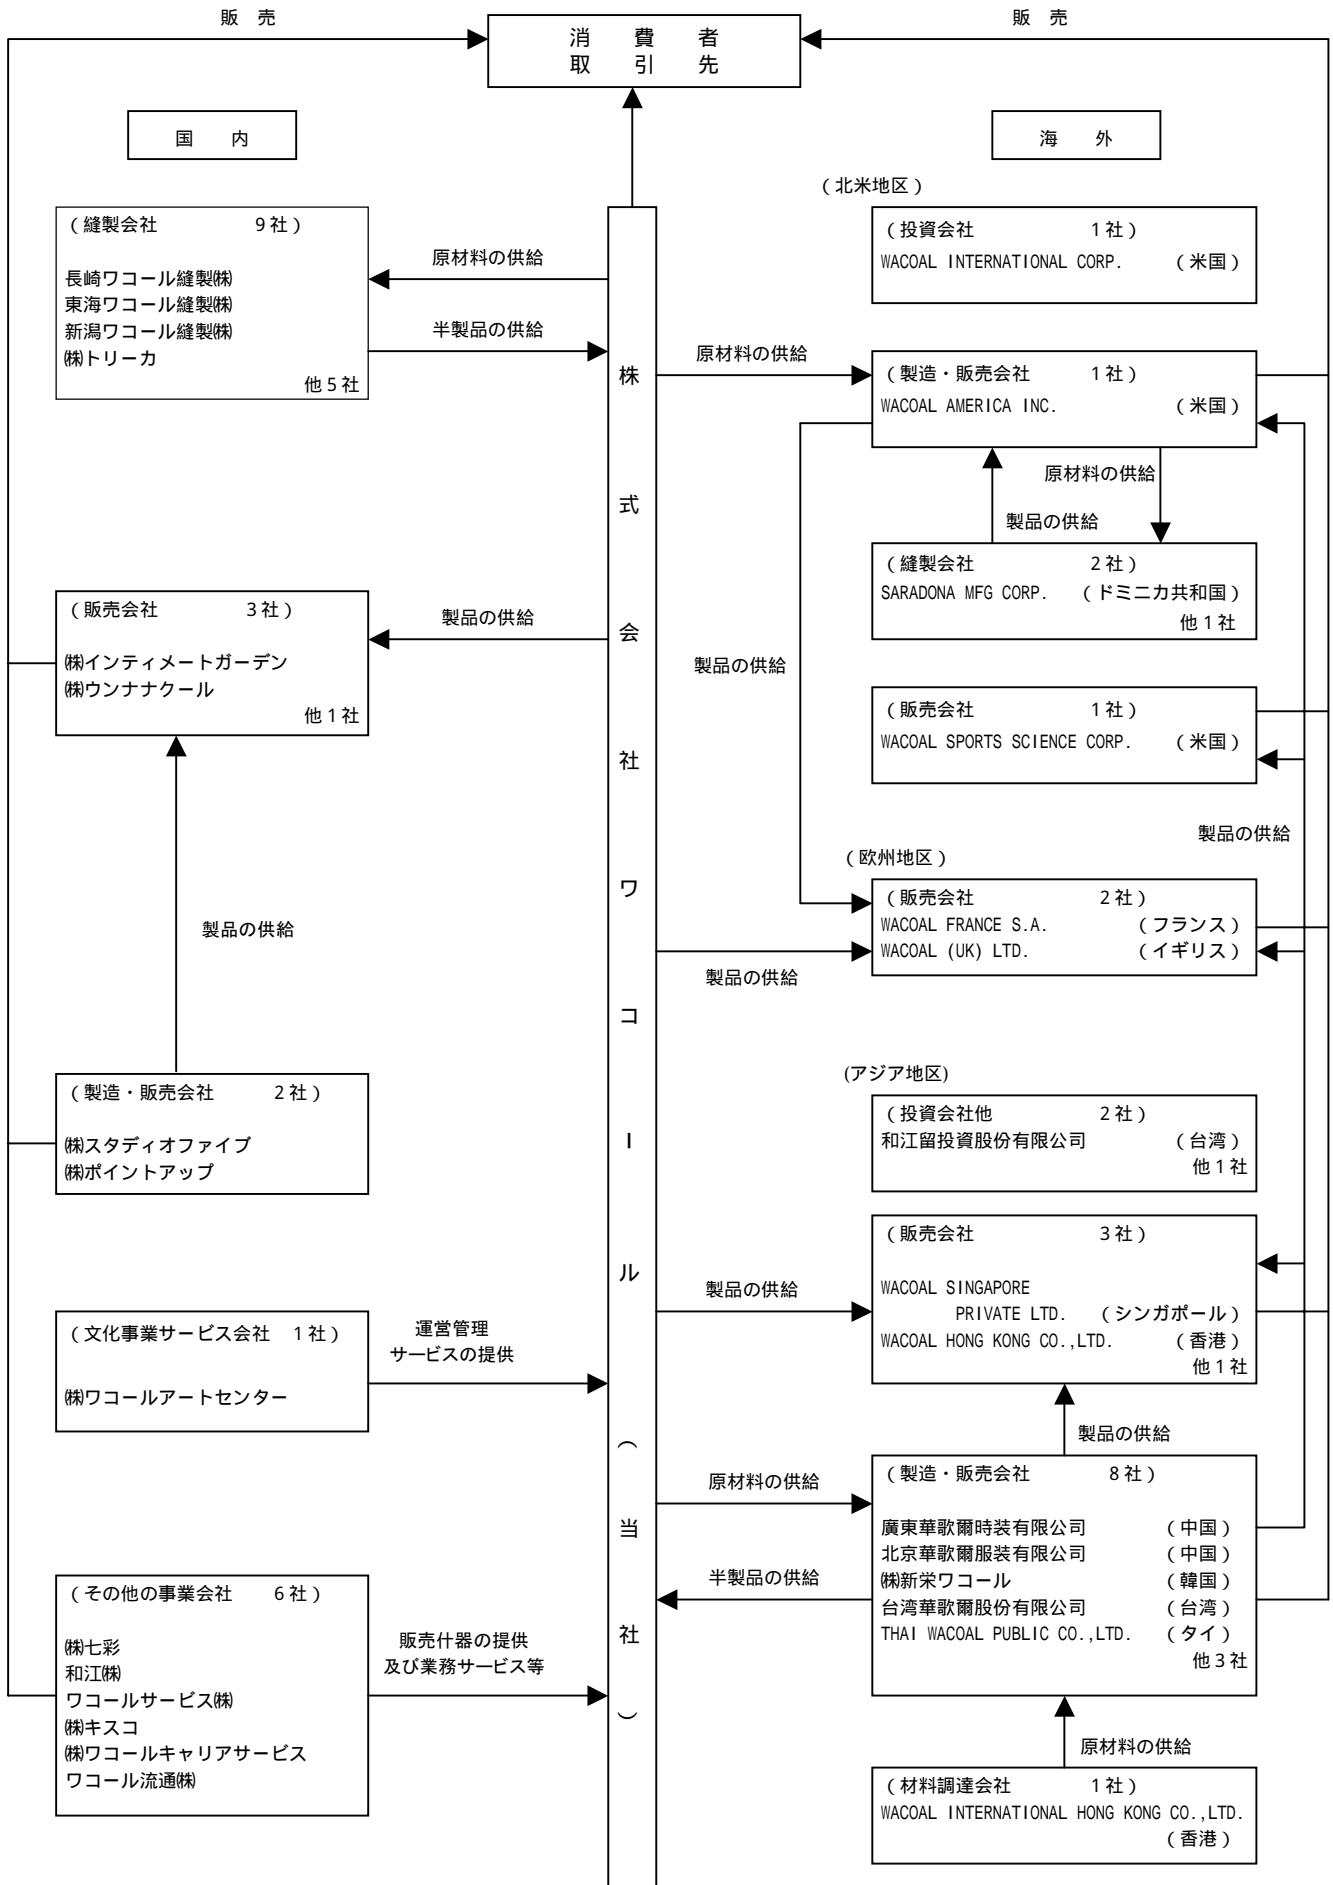 販 売
販 売
消 費 者
取 引 先
国 内
海 外
(北米地区)
(縫製会社 9社)
長崎ワコール縫製㈱
東海ワコール縫製㈱
新潟ワコール縫製㈱
㈱トリーカ
他5社
原材料の供給
半製品の供給
(販売会社 3社)
㈱インティメートガーデン
㈱ウンナナクール
他1社
製品の供給
製品の供給
(製造・販売会社 2社)
㈱スタディオファイブ
㈱ポイントアップ
(文化事業サービス会社 1社)
㈱ワコールアートセンター
運営管理
サービスの提供
(その他の事業会社 6社)
㈱七彩
和江㈱
ワコールサービス㈱
㈱キスコ
㈱ワコールキャリアサービス
ワコール流通㈱
販売什器の提供
及び業務サービス等
株式会社ワコール(当社)
(投資会社 1社)
WACOAL INTERNATIONAL CORP. (米国)
原材料の供給
(製造・販売会社 1社)
WACOAL AMERICA INC. (米国)
原材料の供給
製品の供給
(縫製会社 2社)
SARADONA MFG CORP. (ドミニカ共和国)
他1社
製品の供給
(販売会社 1社)
WACOAL SPORTS SCIENCE CORP. (米国)
製品の供給
(欧州地区)
(販売会社 2社)
WACOAL FRANCE S.A. (フランス)
WACOAL (UK) LTD. (イギリス)
製品の供給
(アジア地区)
(投資会社他 2社)
和江留投資股份有限公司 (台湾)
他1社
(販売会社 3社)
WACOAL SINGAPORE
PRIVATE LTD. (シンガポール)
WACOAL HONG KONG CO.,LTD. (香港)
他1社
製品の供給
製品の供給
原材料の供給
半製品の供給
(製造・販売会社 8社)
廣東華歌爾時装有限公司 (中国)
北京華歌爾服装有限公司 (中国)
㈱新栄ワコール (韓国)
台湾華歌爾股份有限公司 (台湾)
THAI WACOAL PUBLIC CO.,LTD. (タイ)
他3社
原材料の供給
(材料調達会社 1社)
WACOAL INTERNATIONAL HONG KONG CO.,LTD.
(香港)